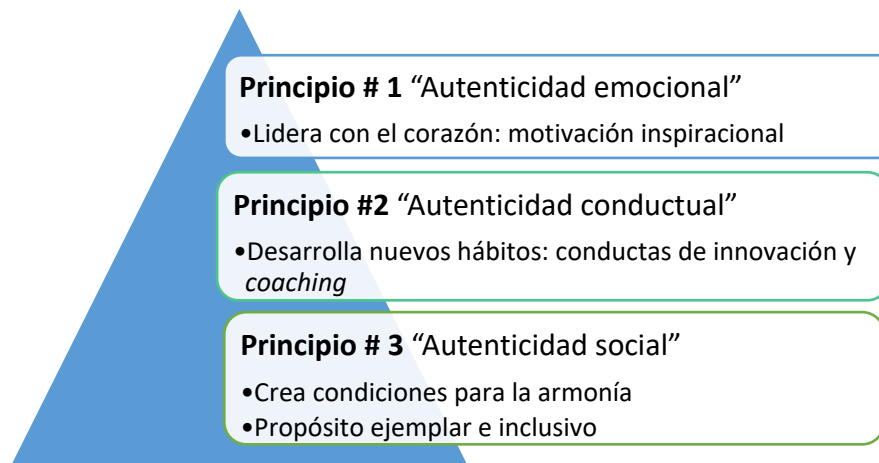 Principio # 1 “Autenticidad emocional”
•Lidera con el corazón: motivación inspiracional
Principio #2 “Autenticidad conductual”
•Desarrolla nuevos hábitos: conductas de innovación y
coaching
Principio # 3 “Autenticidad social”
•Crea condiciones para la armonía
•Propósito ejemplar e inclusivo